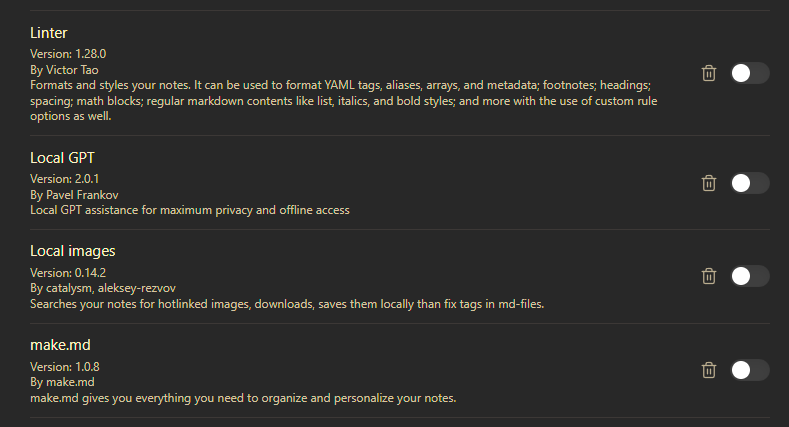 Linter
Version: 1.28.0
By Victor Tao
Formats and styles your notes. It can be used to format YAML tags, aliases, arrays, and metadata; footnotes; headings;
spacing; math blocks; regular markdown contents like list, italics, and bold styles; and more with the use of custom rule
options as well.
Local GPT
Version: 2.0.1
By Pavel Frankov
Local GPT assistance for maximum privacy and offline access
Local images
Version: 0.14.2
By catalysm, aleksey-rezvov
Searches your notes for hotlinked images, downloads, saves them locally than fix tags in md-files.
make.md
Version: 1.0.8
By make.md
make.md gives you everything you need to organize and personalize your notes.